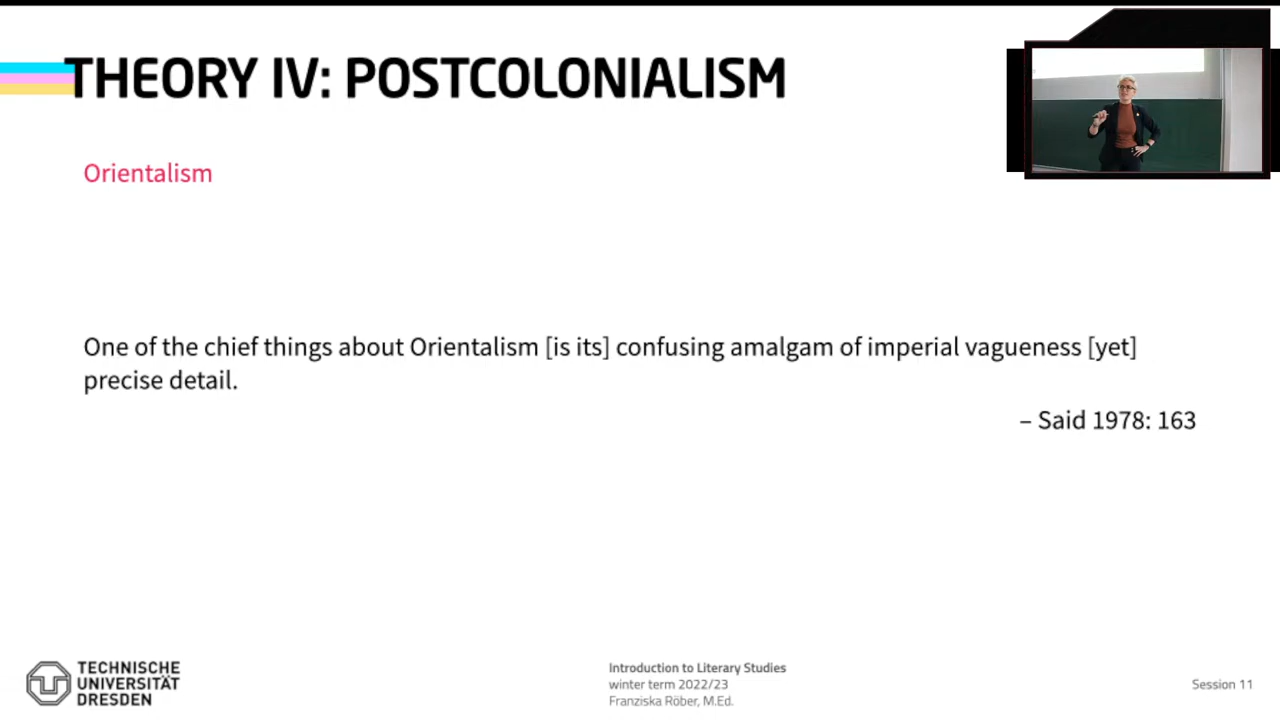 THEORY IV: POSTCOLONIALISM
Orientalism
One of the chief things about Orientalism [is its] confusing amalgam of imperial vagueness [yet]
precise detail.
– Said 1978: 163
TECHNISCHE
UNIVERSITÄT
DRESDEN
Introduction to Literary Studies
winter term 2022/23
Franziska Röber, M.Ed.
Session 11